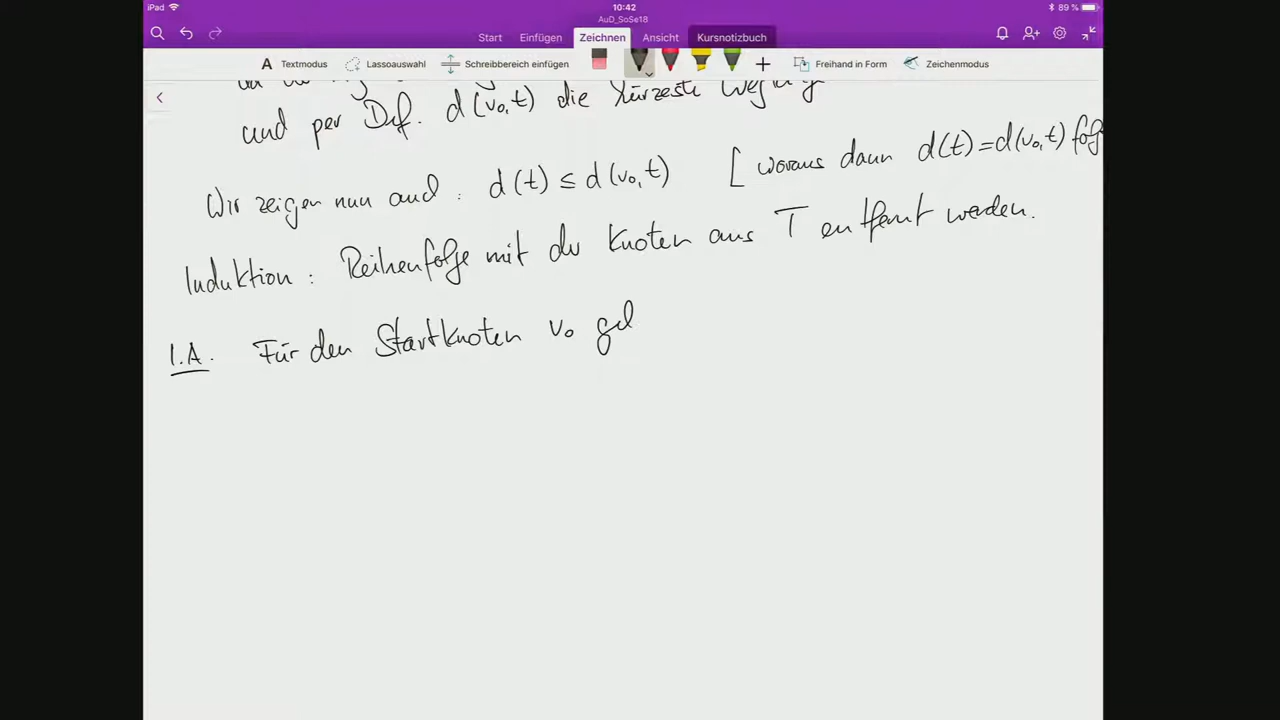 iPad 10:42 89 %
AuD_SoSe18
Start Einfügen Zeichnen Ansicht Kursnotizbuch
A Textmodus Lassoauswahl Schreibbereich einfügen Freihand in Form Zeichenmodus
und per Def. d(v₀,t) die kürzeste
Wir zeigen nun auch : d(t) ≤ d(v₀,t) [ woraus dann d(t)=d(v₀,t) folg
Induktion : Reihenfolge mit der Knoten aus T entfernt werden.
I.A. Für den Startknoten v₀ gel